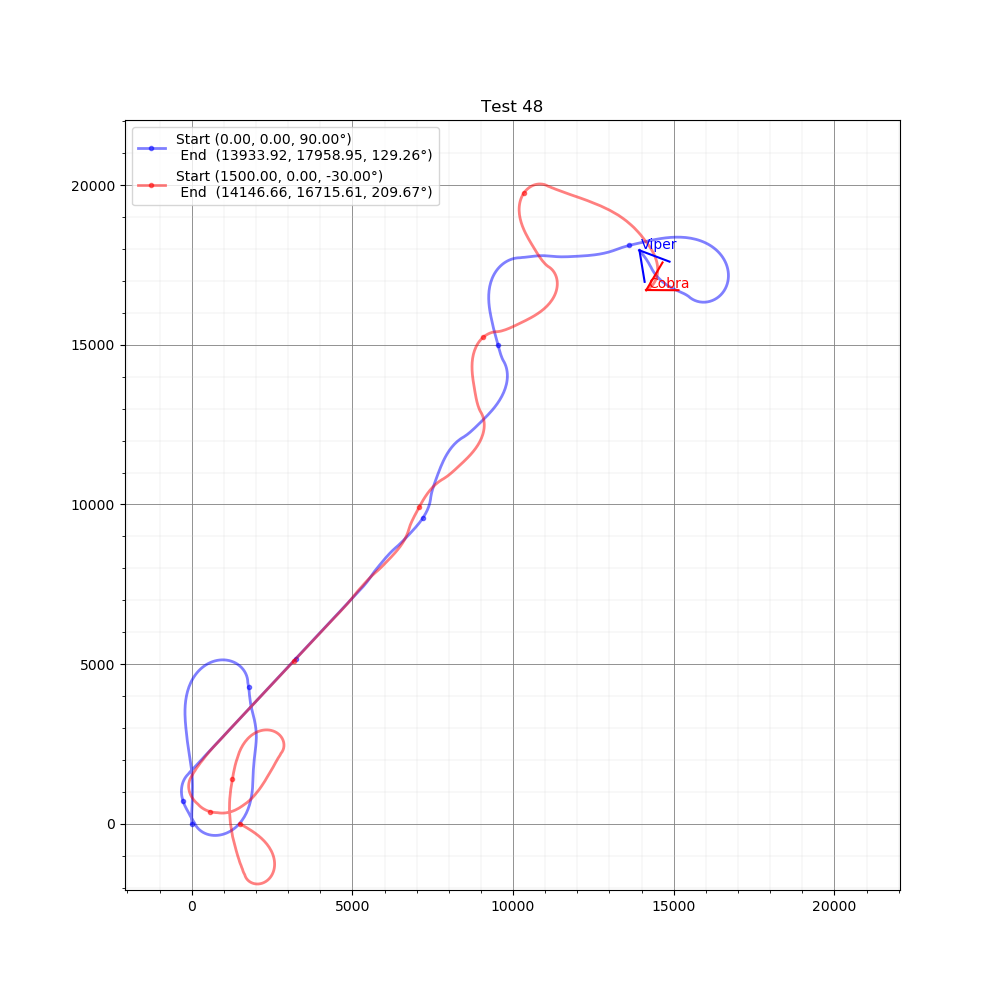 Test 48
Start (0.00, 0.00, 90.00°)
End (13933.92, 17958.95, 129.26°)
Start (1500.00, 0.00, -30.00°)
End (14146.66, 16715.61, 209.67°)
20000
Viper
Cobra
15000
10000
5000
0
0 5000 10000 15000 20000